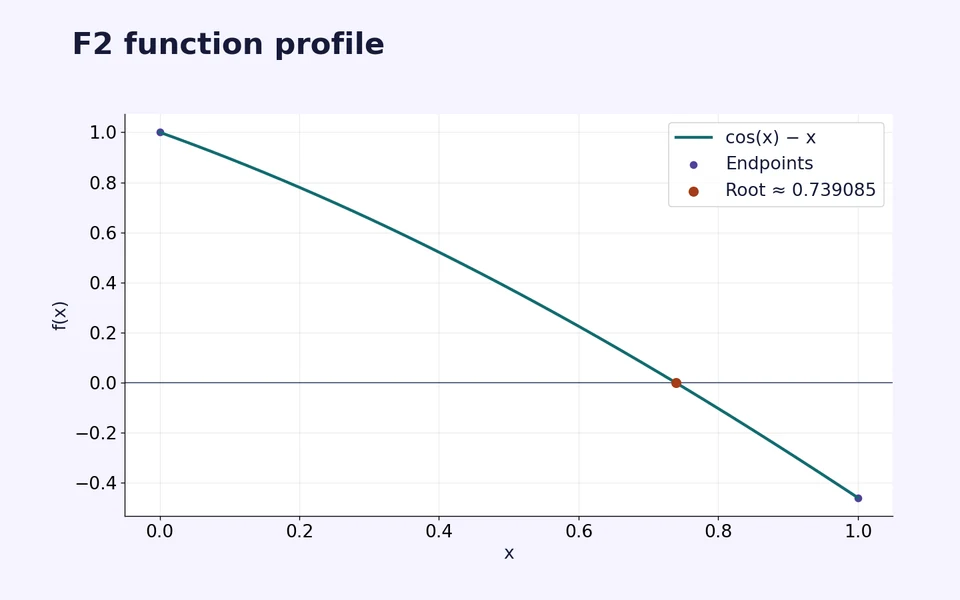 F2 function profile
cos(x) − x
Endpoints
Root ≈ 0.739085
1.0
0.8
0.6
0.4
0.2
0.0
−0.2
−0.4
f(x)
0.0 0.2 0.4 0.6 0.8 1.0
x